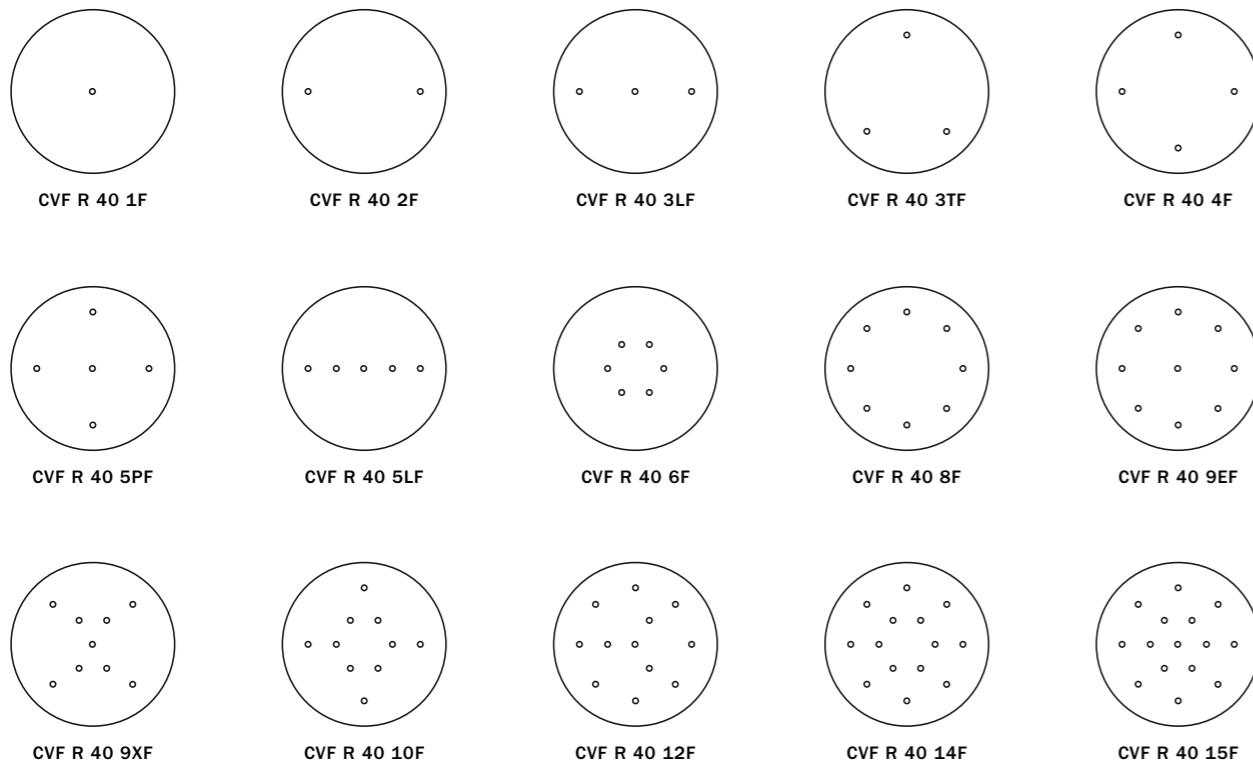 CVF R 40 1F
CVF R 40 2F
CVF R 40 3LF
CVF R 40 3TF
CVF R 40 4F
CVF R 40 5PF
CVF R 40 5LF
CVF R 40 6F
CVF R 40 8F
CVF R 40 9EF
CVF R 40 9XF
CVF R 40 10F
CVF R 40 12F
CVF R 40 14F
CVF R 40 15F